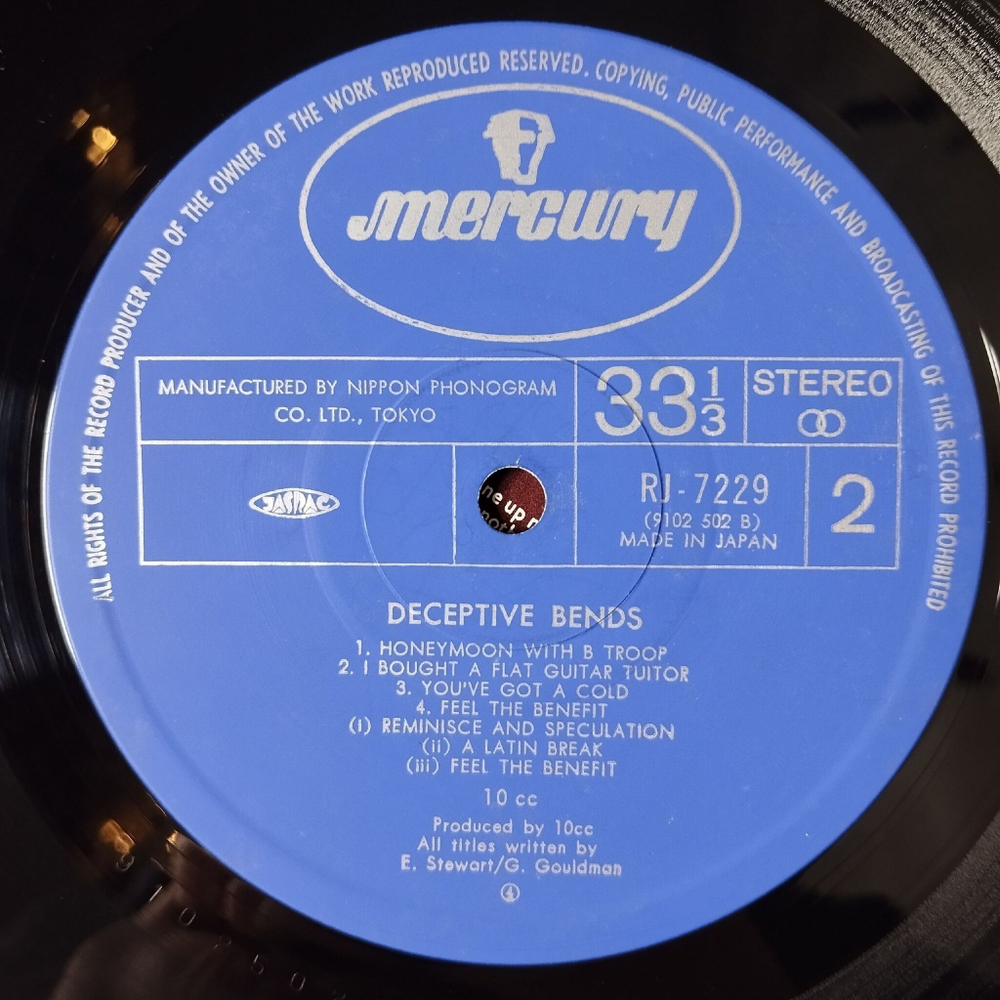 ALL RIGHTS OF THE RECORD PRODUCER AND OF THE OWNER OF THE WORK REPRODUCED RESERVED. COPYING, PUBLIC PERFORMANCE AND BROADCASTING OF THIS RECORD PROHIBITED
mercury
MANUFACTURED BY NIPPON PHONOGRAM
CO. LTD., TOKYO
33 1/3
STEREO
JASRAC
ne up
RJ-7229
(9102 502 B)
MADE IN JAPAN
2
DECEPTIVE BENDS
1. HONEYMOON WITH B TROOP
2. I BOUGHT A FLAT GUITAR TUITOR
3. YOU'VE GOT A COLD
4. FEEL THE BENEFIT
(i) REMINISCE AND SPECULATION
(ii) A LATIN BREAK
(iii) FEEL THE BENEFIT
10 cc
Produced by 10cc
All titles written by
E. Stewart/G. Gouldman
④